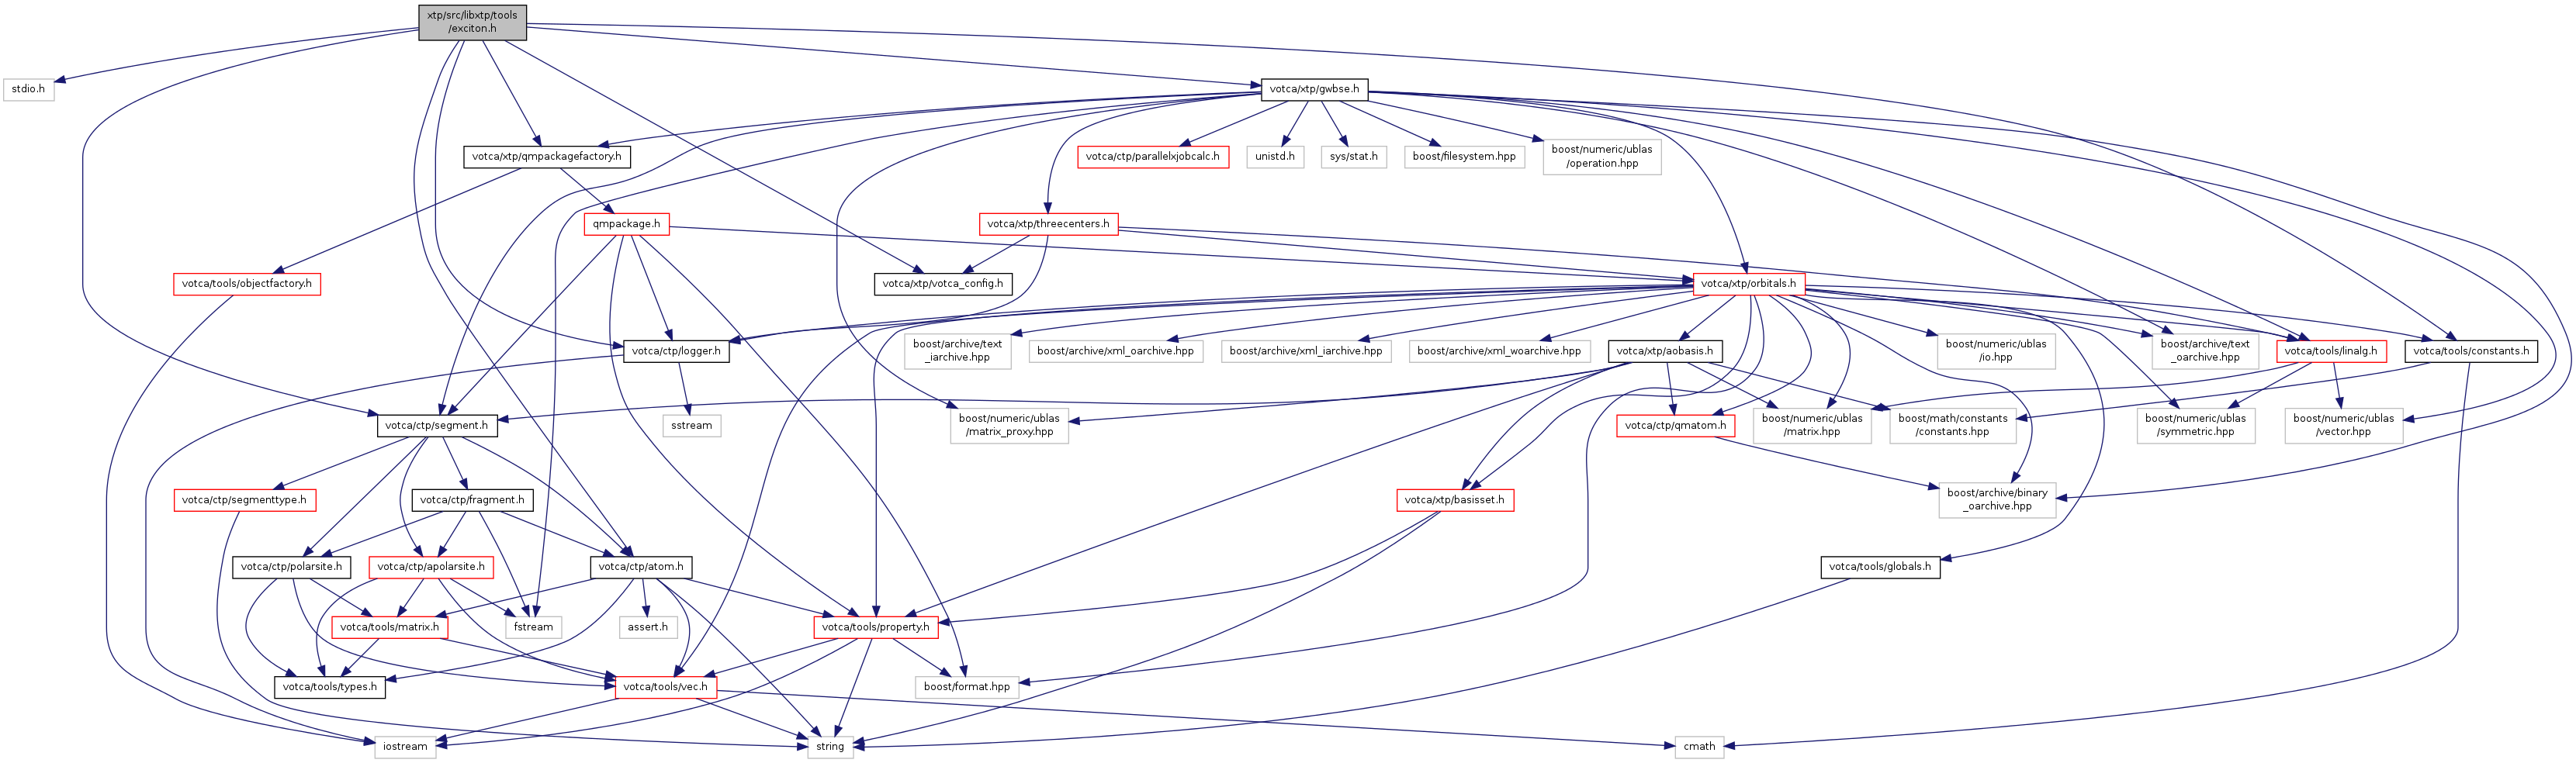 xtp/src/libxtp/tools
/exciton.h
stdio.h
votca/xtp/gwbse.h
votca/xtp/qmpackagefactory.h
votca/ctp/parallelxjobcalc.h
unistd.h
sys/stat.h
boost/filesystem.hpp
boost/numeric/ublas
/operation.hpp
qmpackage.h
votca/xtp/threecenters.h
votca/tools/objectfactory.h
votca/xtp/votca_config.h
votca/xtp/orbitals.h
votca/ctp/logger.h
boost/archive/text
_iarchive.hpp
boost/archive/xml_oarchive.hpp
boost/archive/xml_iarchive.hpp
boost/archive/xml_woarchive.hpp
votca/xtp/aobasis.h
boost/numeric/ublas
/io.hpp
boost/archive/text
_oarchive.hpp
votca/tools/linalg.h
votca/tools/constants.h
votca/ctp/segment.h
sstream
boost/numeric/ublas
/matrix_proxy.hpp
votca/ctp/qmatom.h
boost/numeric/ublas
/matrix.hpp
boost/math/constants
/constants.hpp
boost/numeric/ublas
/symmetric.hpp
boost/numeric/ublas
/vector.hpp
votca/ctp/segmenttype.h
votca/ctp/fragment.h
votca/xtp/basisset.h
boost/archive/binary
_oarchive.hpp
votca/ctp/polarsite.h
votca/ctp/apolarsite.h
votca/ctp/atom.h
votca/tools/globals.h
votca/tools/matrix.h
fstream
assert.h
votca/tools/property.h
votca/tools/types.h
votca/tools/vec.h
boost/format.hpp
iostream
string
cmath